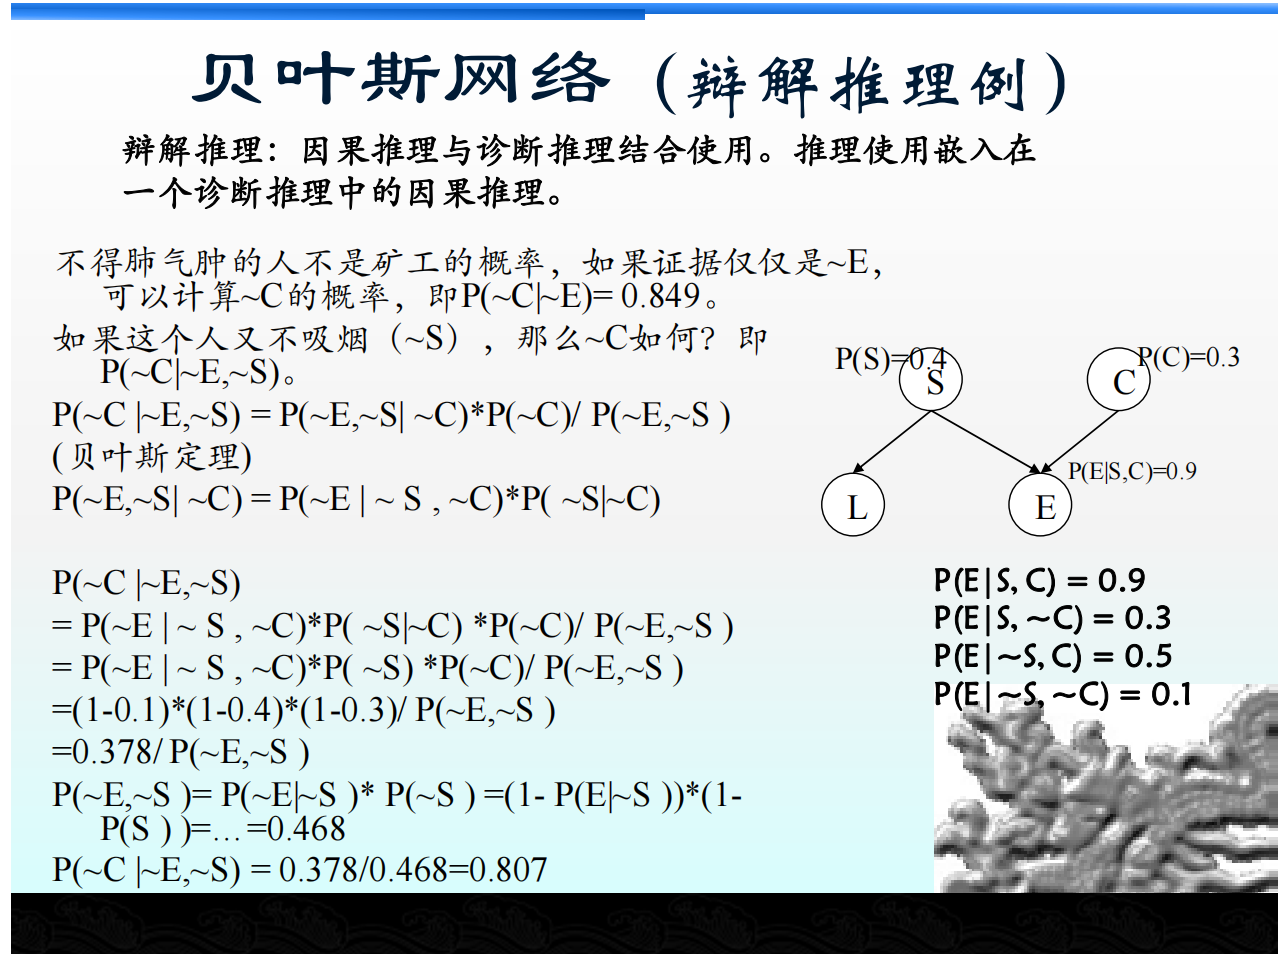 贝叶斯网络（辩解推理例）
辩解推理：因果推理与诊断推理结合使用。推理使用嵌入在
一个诊断推理中的因果推理。
不得肺气肿的人不是矿工的概率，如果证据仅仅是~E，
可以计算~C的概率，即P(~C|~E)= 0.849。
如果这个人又不吸烟（~S），那么~C如何？即
P(~C|~E,~S)。
P(~C |~E,~S) = P(~E,~S| ~C)*P(~C)/ P(~E,~S )
(贝叶斯定理)
P(~E,~S| ~C) = P(~E | ~ S , ~C)*P( ~S|~C)
P(~C |~E,~S)
= P(~E | ~ S , ~C)*P( ~S|~C) *P(~C)/ P(~E,~S )
= P(~E | ~ S , ~C)*P( ~S) *P(~C)/ P(~E,~S )
=(1-0.1)*(1-0.4)*(1-0.3)/ P(~E,~S )
=0.378/ P(~E,~S )
P(~E,~S )= P(~E|~S )* P(~S ) =(1- P(E|~S ))*(1-
P(S ) )=…=0.468
P(~C |~E,~S) = 0.378/0.468=0.807
P(S)=0.4
S
C
P(C)=0.3
P(E|S,C)=0.9
L
E
P(E|S, C) = 0.9
P(E|S, ~C) = 0.3
P(E|~S, C) = 0.5
P(E|~S, ~C) = 0.1